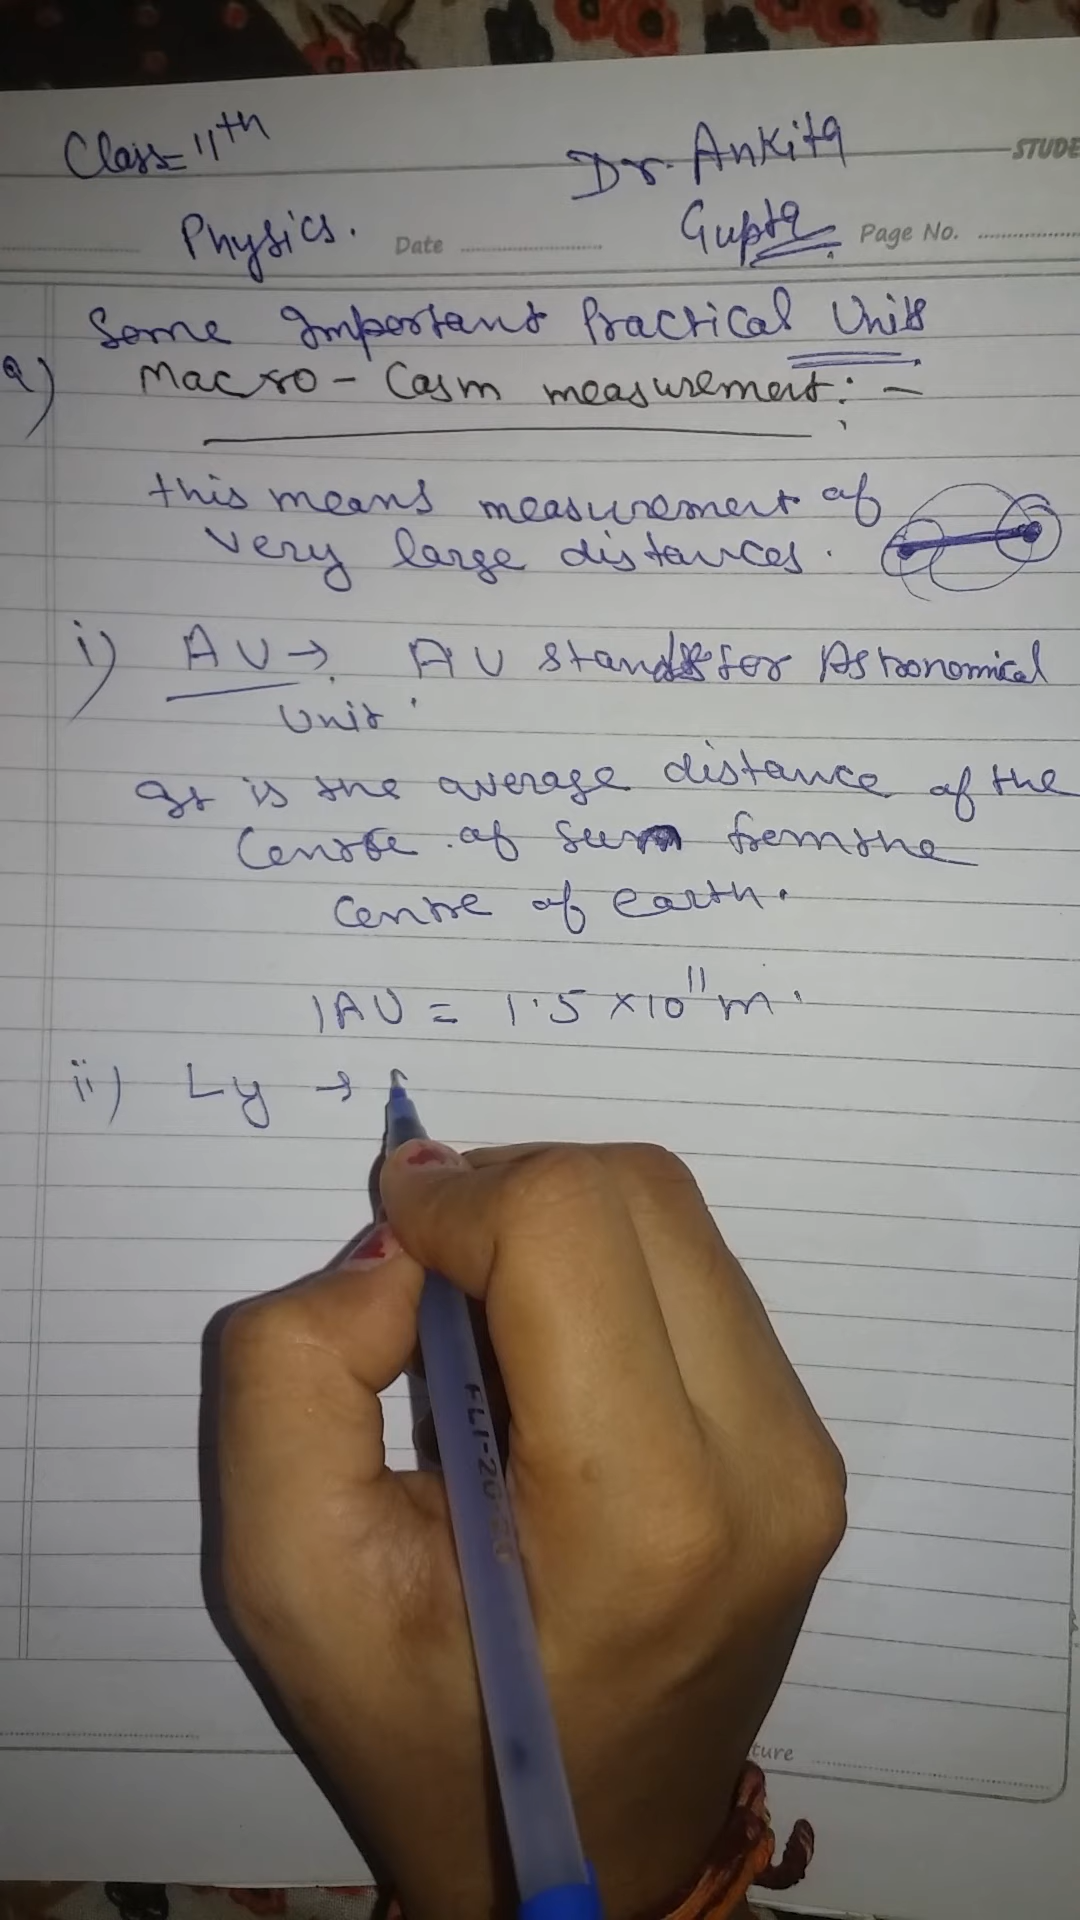 Class = 11th
Dr. Ankita
STUDE
Physics.
Gupta
Date
Page No.
Some Important Practical Units
a) Macro - Cosm measurement : -
this means measurement of
very large distances.
i) AU → AU stands for Astronomical
Unit.
It is the average distance of the
Centre of Sun from the
centre of earth.
1AU = 1.5 × 10¹¹ m.
ii) Ly →
FLI-20
ture